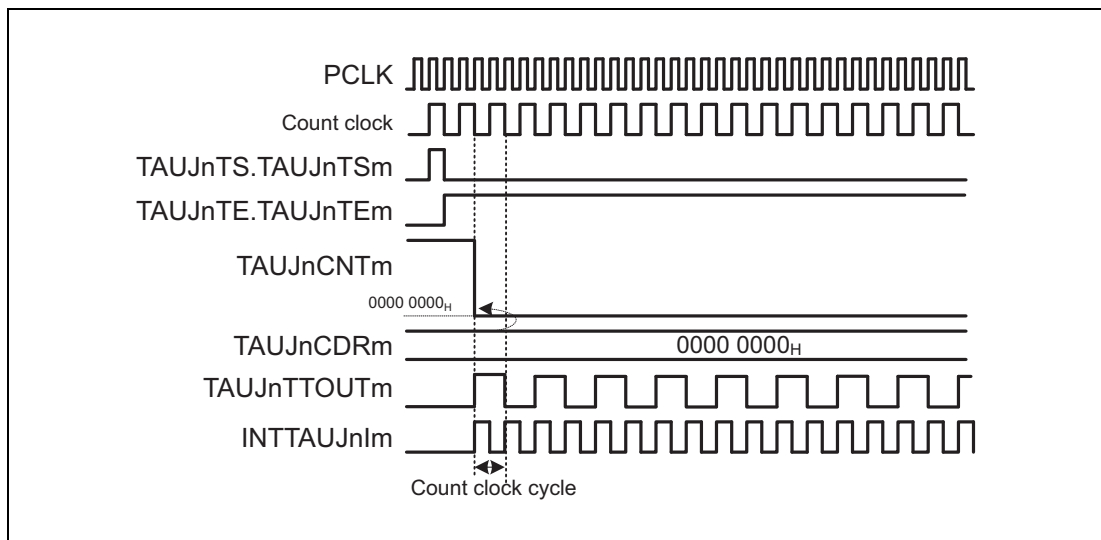 PCLK
Count clock
TAUJnTS.TAUJnTSm
TAUJnTE.TAUJnTEm
TAUJnCNTm
0000 0000H
TAUJnCDRm
0000 0000H
TAUJnTTOUTm
INTTAUJnIm
Count clock cycle